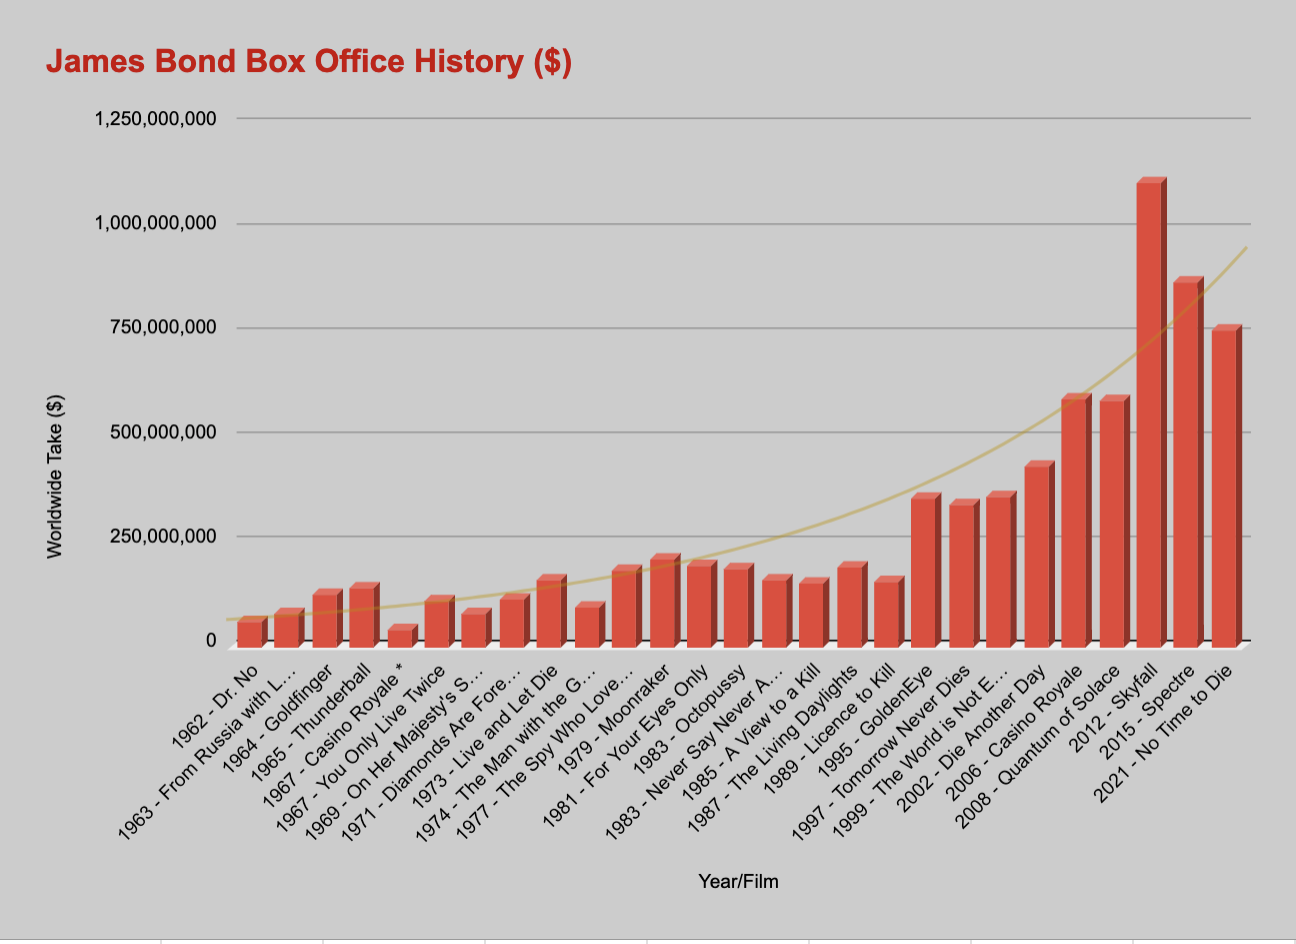 James Bond Box Office History ($)
1,250,000,000
1,000,000,000
750,000,000
500,000,000
250,000,000
0
Worldwide Take ($)
1962 - Dr. No
1963 - From Russia with L...
1964 - Goldfinger
1965 - Thunderball
1967 - Casino Royale *
1967 - You Only Live Twice
1969 - On Her Majesty's S...
1971 - Diamonds Are Fore...
1973 - Live and Let Die
1974 - The Man with the G...
1977 - The Spy Who Love...
1979 - Moonraker
1981 - For Your Eyes Only
1983 - Octopussy
1983 - Never Say Never A...
1985 - A View to a Kill
1987 - The Living Daylights
1989 - Licence to Kill
1995 - GoldenEye
1997 - Tomorrow Never Dies
1999 - The World is Not E...
2002 - Die Another Day
2006 - Casino Royale
2008 - Quantum of Solace
2012 - Skyfall
2015 - Spectre
2021 - No Time to Die
Year/Film